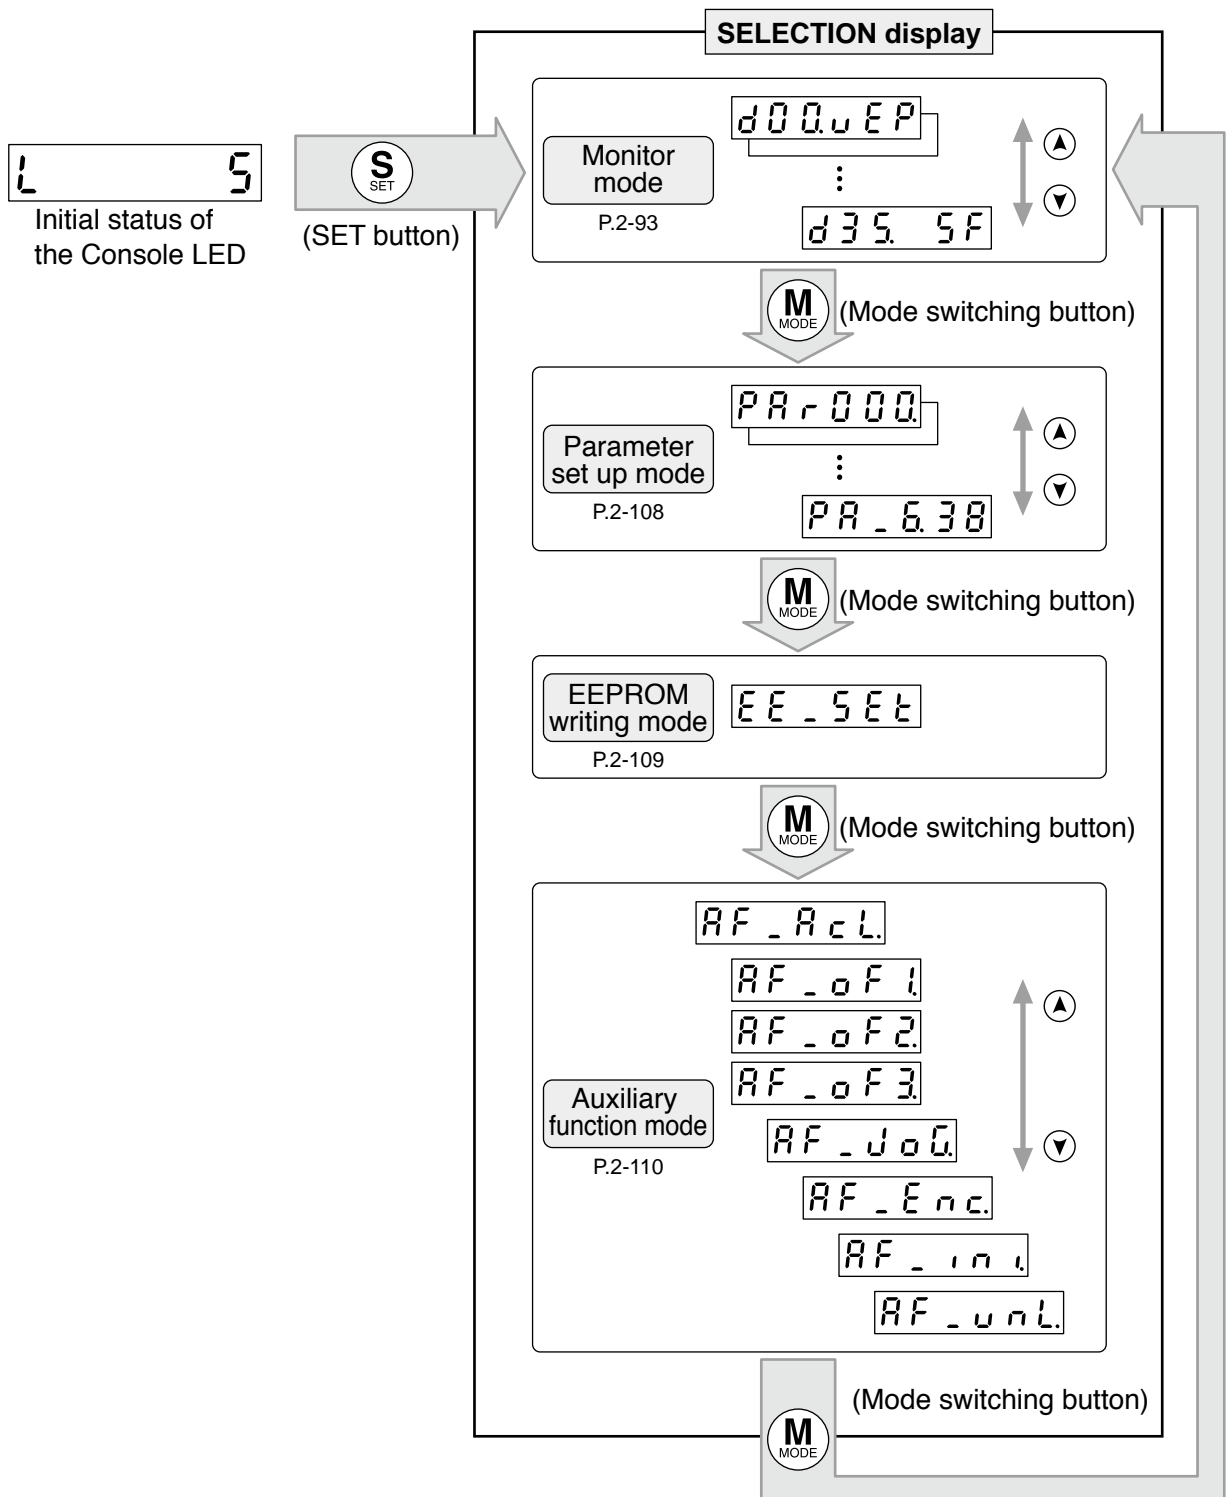 SELECTION display
d00.uEP
Monitor
mode
P.2-93
d35. SF
L 5
Initial status of
the Console LED
S
SET
(SET button)
M
MODE
(Mode switching button)
PAr000.
Parameter
set up mode
P.2-108
PA_6.38
M
MODE
(Mode switching button)
EEPROM
writing mode
P.2-109
EE_SEt
M
MODE
(Mode switching button)
AF_AcL.
AF_oF1.
AF_oF2.
AF_oF3.
Auxiliary
function mode
P.2-110
AF_JoG.
AF_Enc.
AF_ini.
AF_unL.
(Mode switching button)
M
MODE